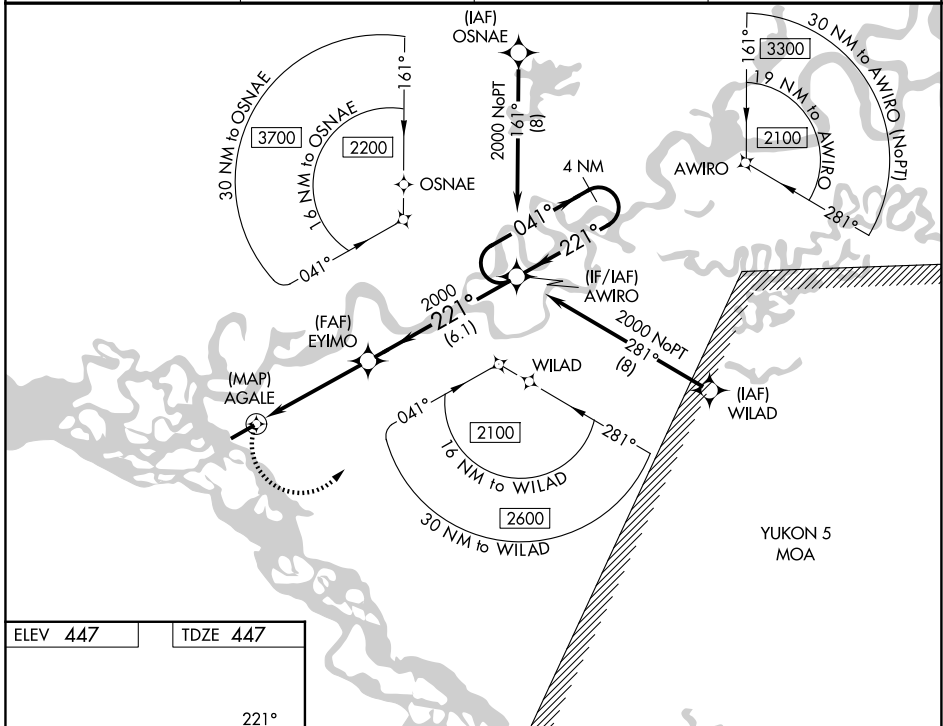 (IAF)
OSNAE
2000 NoPT
161°
(8)
30 NM to OSNAE
3700
16 NM to OSNAE
2200
161°
OSNAE
041°
161°
30 NM to AWIRO (NoPT)
3300
19 NM to AWIRO
2100
AWIRO
281°
4 NM
041°
221°
(IF/IAF)
AWIRO
2000
221°
(6.1)
(FAF)
EYIMO
(MAP)
AGALE
2000 NoPT
281°
(8)
(IAF)
WILAD
WILAD
041°
281°
2100
16 NM to WILAD
2600
30 NM to WILAD
YUKON 5
MOA
ELEV 447
TDZE 447
221°